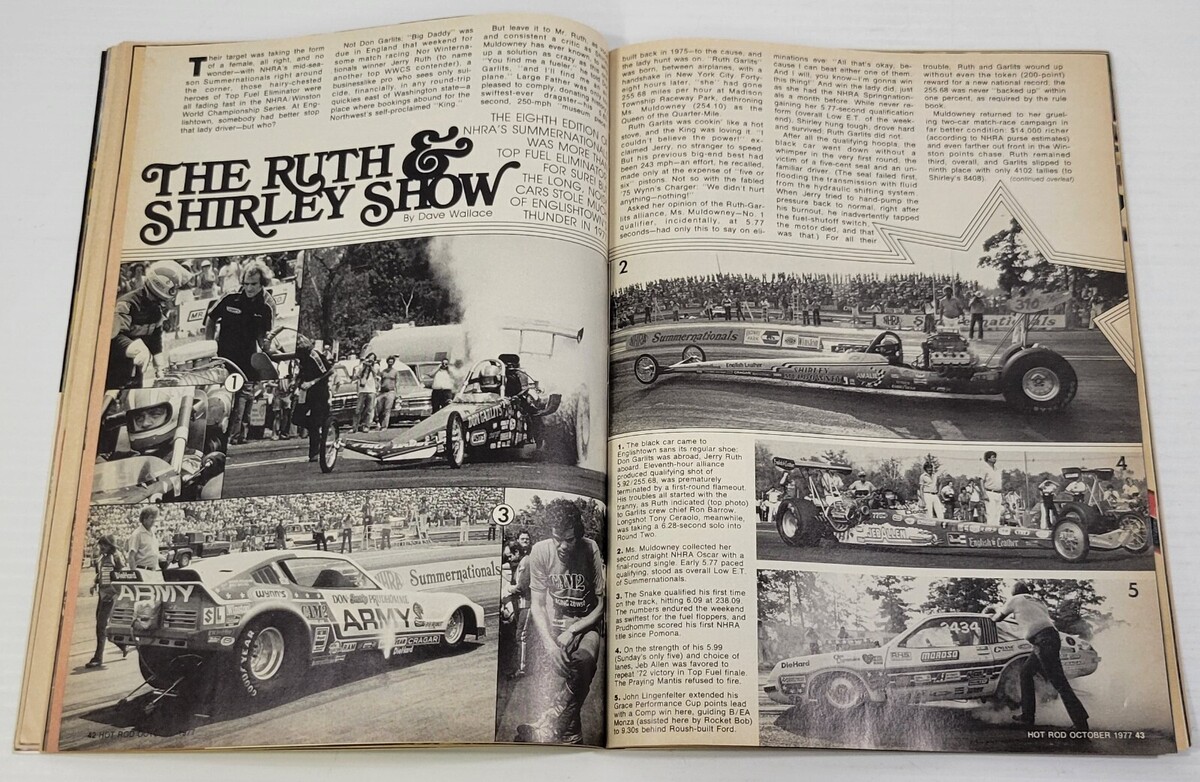 Their target was taking the form
of a female, all right, and no
wonder—with NHRA's mid-sea-
son Summernationals right around
the corner, those hairy-chested
heroes of Top Fuel Eliminator were
all fading fast in the NHRA/Winston
World Championship Series. At Eng-
lishtown, somebody had better stop
that lady driver—but who?
Not Don Garlits. "Big Daddy" was
due in England that weekend for
some match racing. Nor Winterna-
tionals winner Jerry Ruth (to name
another top WWCS contender), a
businesslike pro who sees only sui-
cide, financially, in any round-trip
quickies east of Washington state—a
place where bookings abound for the
Northwest's self-proclaimed "King."
But leave it to Mr. Ruth, as
and consistent a critic as S
Muldowney has ever known,
up a solution as crazy as
"You find me a fueler,"
Garlits, "and I'll find us
plane." Large Father was
pleased to comply, donating
swiftest-ever dragster—his
second, 250-mph museum
THE EIGHTH EDITION
NHRA'S SUMMERNATIONALS
WAS MORE THAN
TOP FUEL ELIMINATOR
FOR SURE, BUT
THE LONG, LOUD
CARS STOLE MUCH
OF ENGLISHTOWN
THUNDER IN 1977
THE RUTH &
SHIRLEY SHOW
By Dave Wallace
built back in 1975—to the cause, and
the lady hunt was on. "Ruth Garlits"
was born, between airplanes, with a
handshake in New York City. Forty-
eight hours later, "she" had gone
255.68 miles per hour at Madison
Township Raceway Park, dethroning
Ms. Muldowney (254.10) as the
Queen of the Quarter-Mile.
Ruth Garlits was cookin' like a hot
stove, and the King was loving it. "I
couldn't believe the power!" ex-
claimed Jerry, no stranger to speed.
But his previous big-end best had
been 243 mph—an effort, he recalled,
made only at the expense of "five or
six" pistons. Not so with the fabled
'75 Wynn's Charger: "We didn't hurt
anything—nothing!"
Asked her opinion of the Ruth-Gar-
lits alliance, Ms. Muldowney—No. 1
qualifier, incidentally, at 5.77
seconds—had only this to say on eli-
minations eve: "All that's okay, be-
cause I can beat either one of them.
And I will, you know—I'm gonna win
this thing!" And win the lady did, just
as she had the NHRA Springnation-
als a month before. While never re-
gaining her 5.77-second qualification
form (overall Low E.T. of the week-
end), Shirley hung tough, drove hard
and survived; Ruth Garlits did not.
After all the qualifying hoopla, the
black car went down without a
whimper in the very first round, the
victim of a five-cent seal and an un-
familiar driver. (The seal failed first,
flooding the transmission with fluid
from the hydraulic shifting system.
When Jerry tried to hand-pump the
pressure back to normal, right after
his burnout, he inadvertently tapped
the fuel-shutoff switch,
the motor died, and that
was that.) For all their
trouble, Ruth and Garlits wound up
without even the token (200-point)
reward for a new national record; the
255.68 was never "backed up" within
one percent, as required by the rule
book.
Muldowney returned to her gruel-
ing two-car match-race campaign in
far better condition: $14,000 richer
(according to NHRA purse estimates)
and even farther out front in the Win-
ston points chase. Ruth remained
third, overall, and Garlits slipped to
ninth place with only 4102 tallies (to
Shirley's 8408). (continued overleaf)
1
DON GARLITS
2
Summernationals
Winston
English Leather
SHIRLEY
MULDOWNEY
310
3
Summernationals
DieHard
ARMY
WYNN'S
DON PRUDHOMME
ARMY
CRAGAR
GOOD YEAR
1. The black car came to
Englishtown sans its regular shoe;
Don Garlits was abroad, Jerry Ruth
aboard. Eleventh-hour alliance
produced qualifying shot of
5.92/255.68, was prematurely
terminated by a first-round flameout.
His troubles all started with the
tranny, as Ruth indicated (top photo)
to Garlits crew chief Ron Barrow.
Longshot Tony Ceraolo, meanwhile,
was taking a 6.28-second solo into
Round Two.
2. Ms. Muldowney collected her
second straight NHRA Oscar with a
final-round single. Early 5.77 paced
qualifying, stood as overall Low E.T.
of Summernationals.
3. The Snake qualified his first time
on the track, hitting 6.09 at 238.09.
The numbers endured the weekend
as swiftest for the fuel floppers, and
Prudhomme scored his first NHRA
title since Pomona.
4. On the strength of his 5.99
(Sunday's only five) and choice of
lanes, Jeb Allen was favored to
repeat '72 victory in Top Fuel finale.
The Praying Mantis refused to fire.
5. John Lingenfelter extended his
Grace Performance Cup points lead
with a Comp win here, guiding B/EA
Monza (assisted here by Rocket Bob)
to 9.30s behind Roush-built Ford.
4
JEB ALLEN
English Leather
5
2434
DieHard
MOROSO
42 HOT ROD OCTOBER
HOT ROD OCTOBER 1977 43